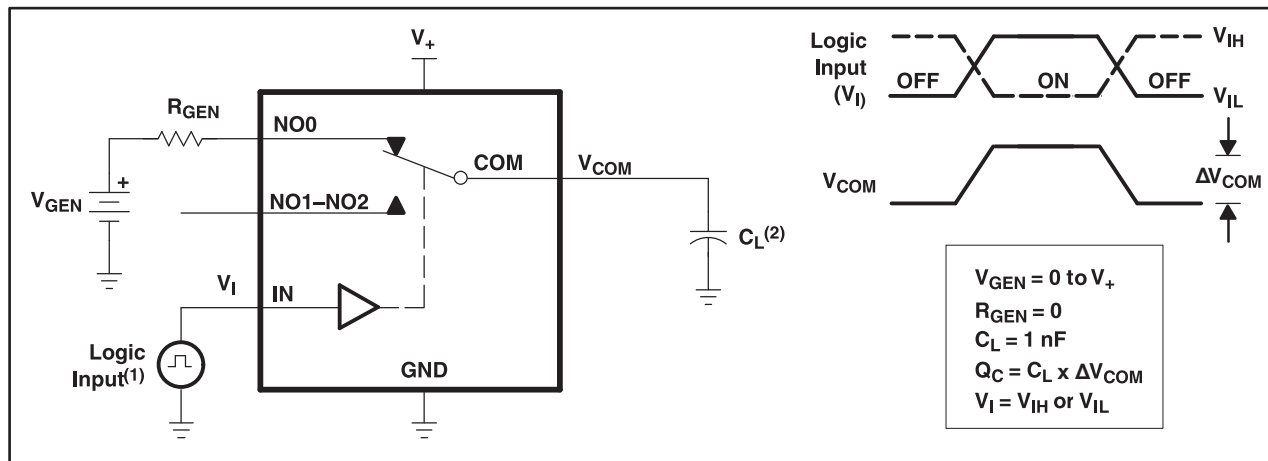 V+
RGEN
NO0
COM
VCOM
VGEN
+
NO1–NO2
CL(2)
VI
IN
Logic
Input(1)
GND
Logic
Input
(VI)
OFF
ON
OFF
VIH
VIL
VCOM
ΔVCOM
VGEN = 0 to V+
RGEN = 0
CL = 1 nF
QC = CL x ΔVCOM
VI = VIH or VIL